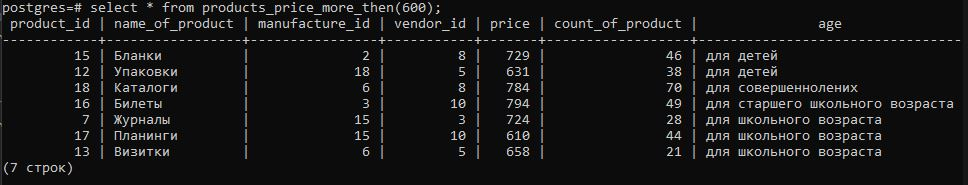 postgres=# select * from products_price_more_then(600);
product_id | name_of_product | manufacture_id | vendor_id | price | count_of_product | age
-----------+-----------------+----------------+-----------+-------+------------------+------------------------------
15 | Бланки | 2 | 8 | 729 | 46 | для детей
12 | Упаковки | 18 | 5 | 631 | 38 | для детей
18 | Каталоги | 6 | 8 | 784 | 70 | для совершеннолених
16 | Билеты | 3 | 10 | 794 | 49 | для старшего школьного возраста
7 | Журналы | 15 | 3 | 724 | 28 | для школьного возраста
17 | Планинги | 15 | 10 | 610 | 44 | для школьного возраста
13 | Визитки | 6 | 5 | 658 | 21 | для школьного возраста
(7 строк)